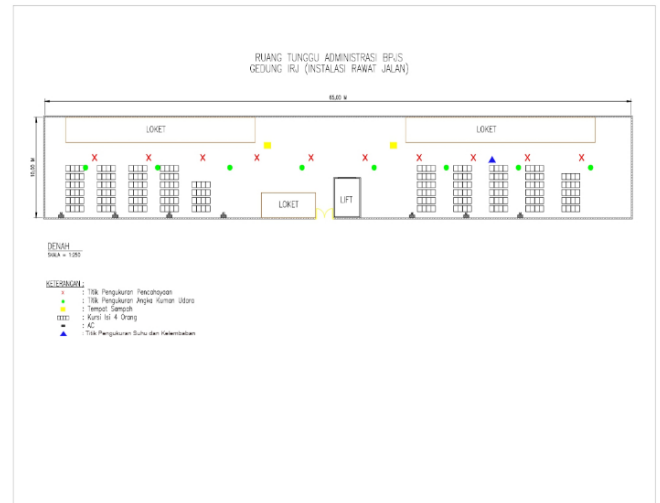 RUANG TUNGGU ADMINISTRASI BPJS
GEDUNG IRJ (INSTALASI RAWAT JALAN)
LOKET
LOKET
LOKET
LIFT
DENAH
KETERANGAN :
x : Titik Pengukuran Pencahayaan
: Titik Pengukuran Angka Kuman Udara
: Tempat Sampah
: Kursi Isi 4 Orang
: AC
: Titik Pengukuran Suhu dan Kelembaban